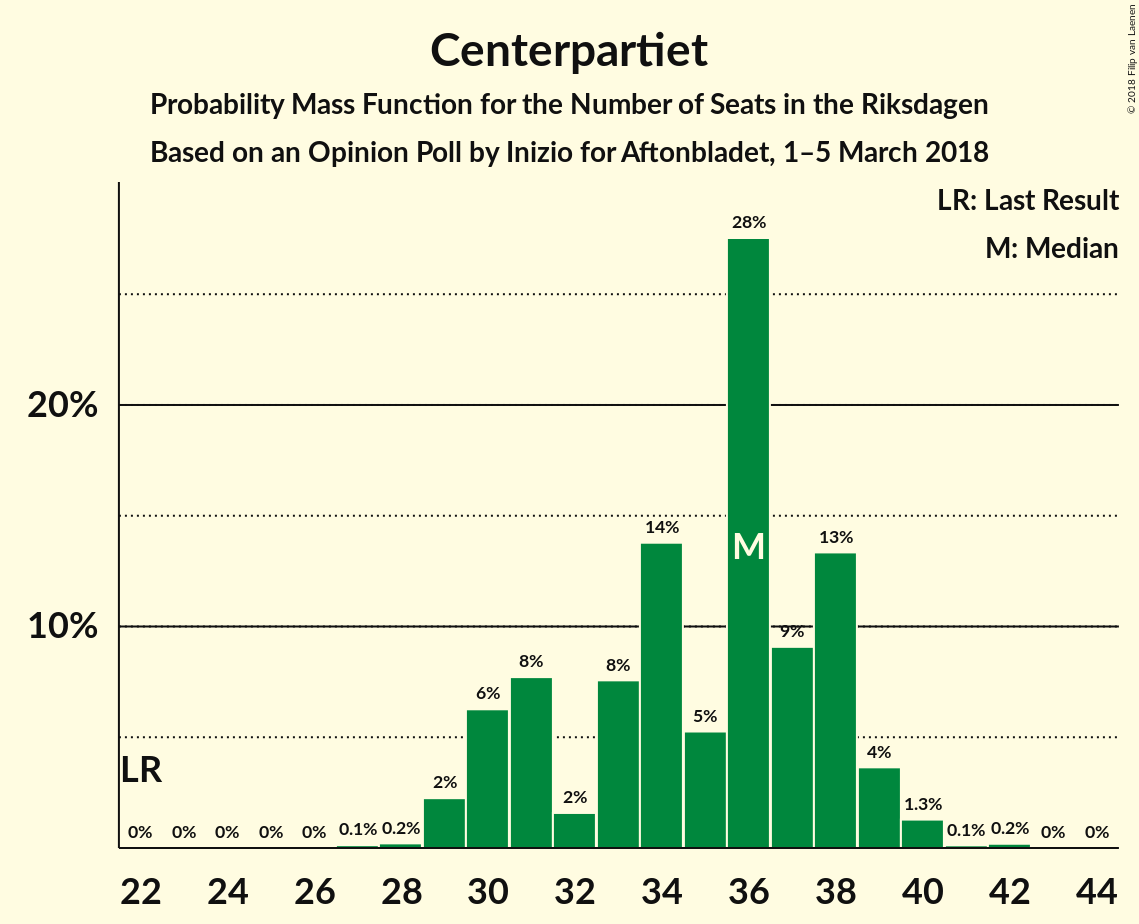 Centerpartiet
Probability Mass Function for the Number of Seats in the Riksdagen
Based on an Opinion Poll by Inizio for Aftonbladet, 1–5 March 2018
© 2018 Filip van Laenen
LR: Last Result
M: Median
20%
10%
LR
M
0%
0%
0%
0%
0%
0.1%
0.2%
2%
6%
8%
2%
8%
14%
5%
28%
9%
13%
4%
1.3%
0.1%
0.2%
0%
0%
22 24 26 28 30 32 34 36 38 40 42 44